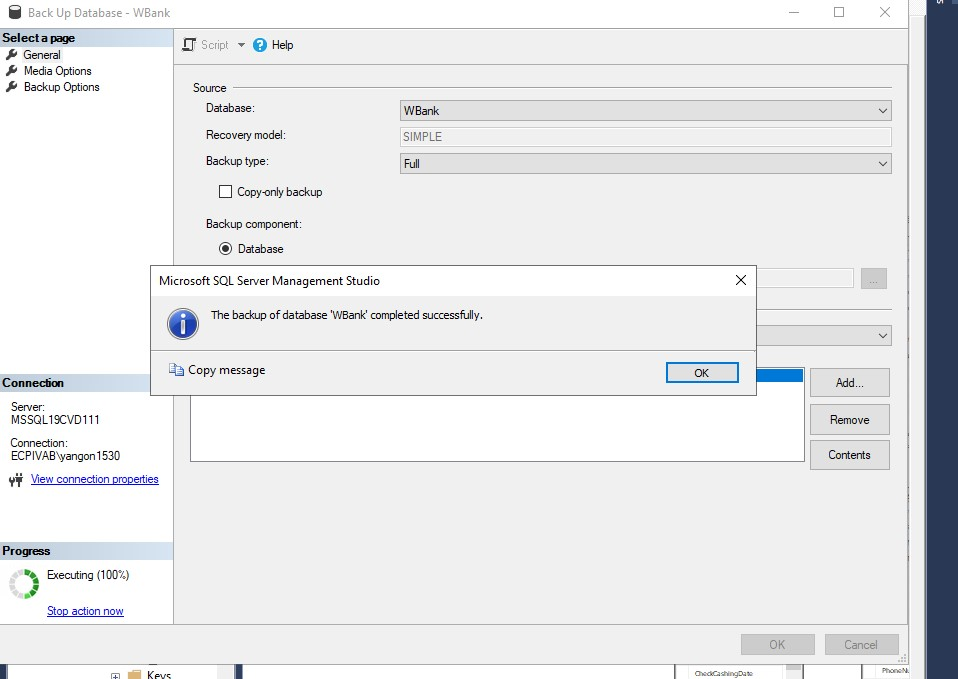 Back Up Database - WBank
Select a page
General
Media Options
Backup Options
Script
Help
Source
Database:
WBank
Recovery model:
SIMPLE
Backup type:
Full
Copy-only backup
Backup component:
Database
...
Microsoft SQL Server Management Studio
The backup of database 'WBank' completed successfully.
Copy message
OK
Add...
Remove
Contents
Connection
Server:
MSSQL19CVD111
Connection:
ECPIVAB\yangon1530
View connection properties
Progress
Executing (100%)
Stop action now
OK
Cancel
Keys
CheckCashingDate